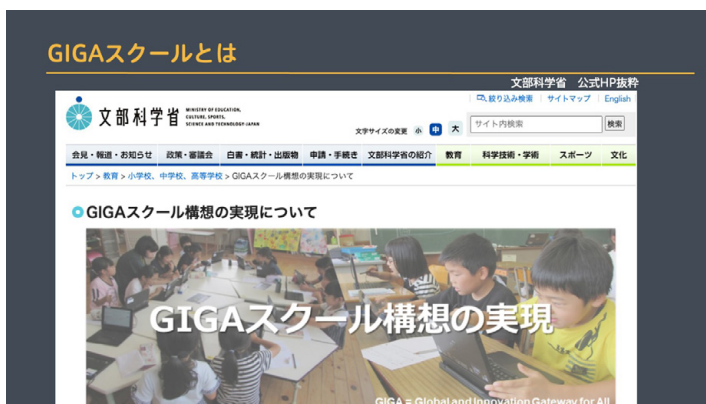 GIGAスクールとは
文部科学省 公式HP抜粋
絞り込み検索 サイトマップ English
文部科学省
MINISTRY OF EDUCATION,
CULTURE, SPORTS,
SCIENCE AND TECHNOLOGY-JAPAN
文字サイズの変更 小 中 大 サイト内検索 検索
会見・報道・お知らせ 政策・審議会 白書・統計・出版物 申請・手続き 文部科学省の紹介 教育 科学技術・学術 スポーツ 文化
トップ > 教育 > 小学校、中学校、高等学校 > GIGAスクール構想の実現について
GIGAスクール構想の実現について
GIGAスクール構想の実現
GIGA = Global and Innovation Gateway for All